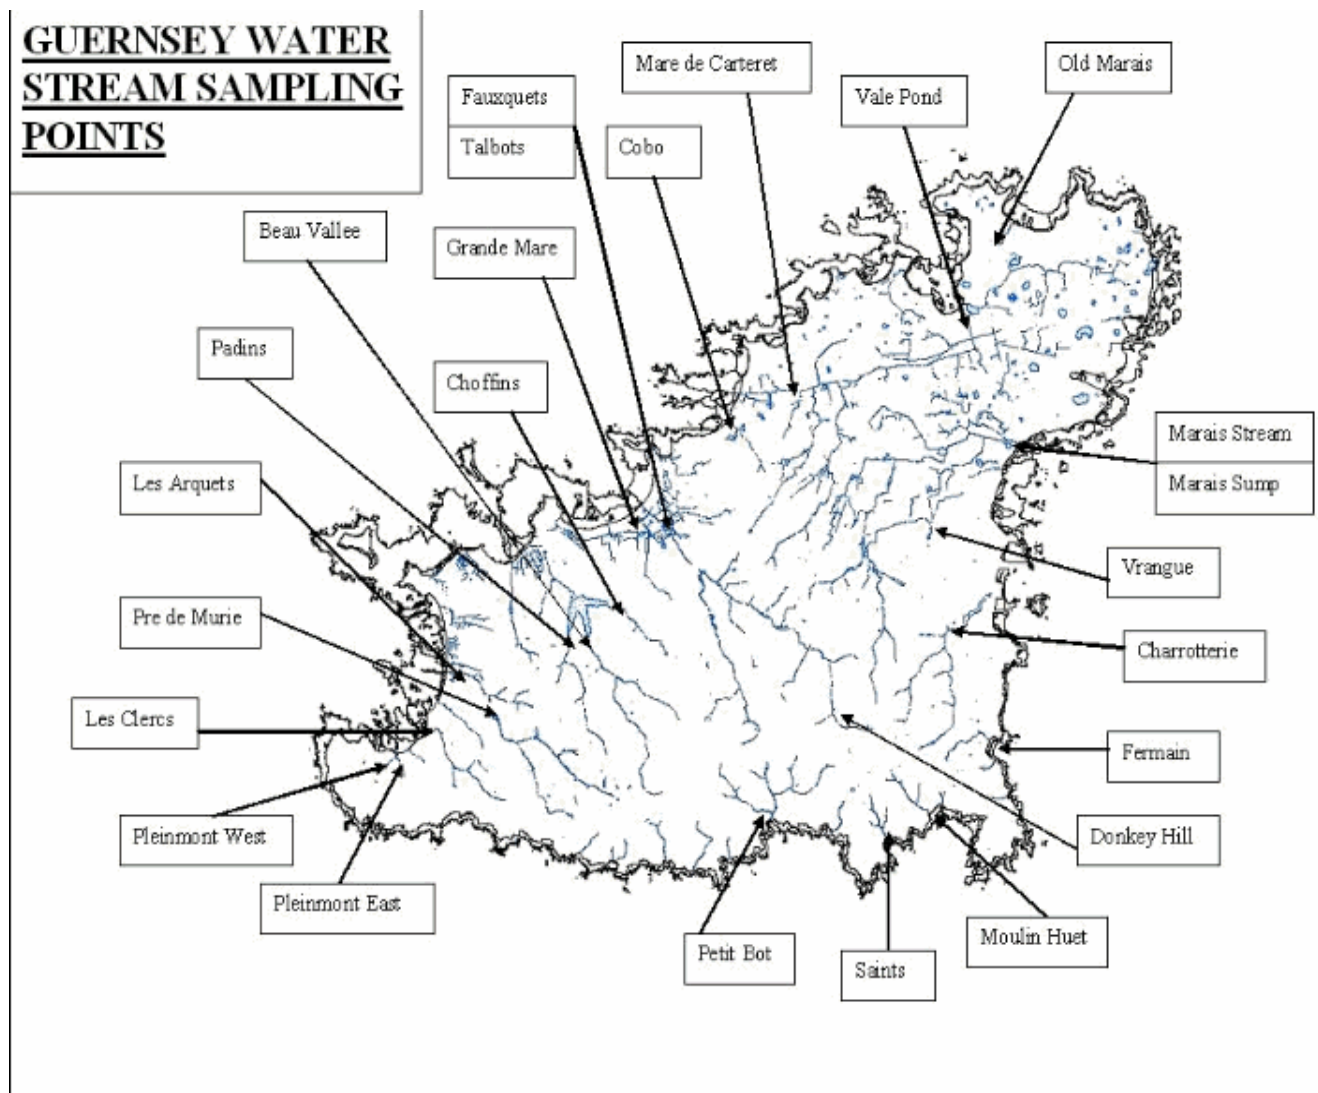 GUERNSEY WATER
STREAM SAMPLING
POINTS
Mare de Carteret
Old Marais
Fauxquets
Vale Pond
Talbots
Cobo
Beau Vallee
Grande Mare
Padins
Choffins
Marais Stream
Les Arquets
Marais Sump
Vrangue
Pre de Murie
Charrotterie
Les Clercs
Fermain
Pleinmont West
Donkey Hill
Pleinmont East
Moulin Huet
Petit Bot
Saints